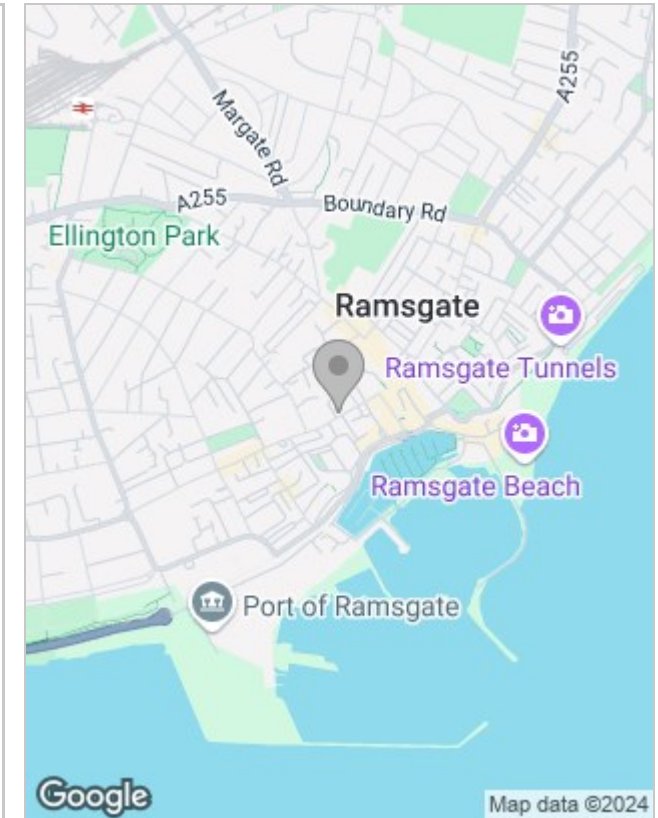 A255
Margate Rd
A255
Boundary Rd
Ellington Park
Ramsgate
Ramsgate Tunnels
Ramsgate Beach
Port of Ramsgate
Google
Map data ©2024